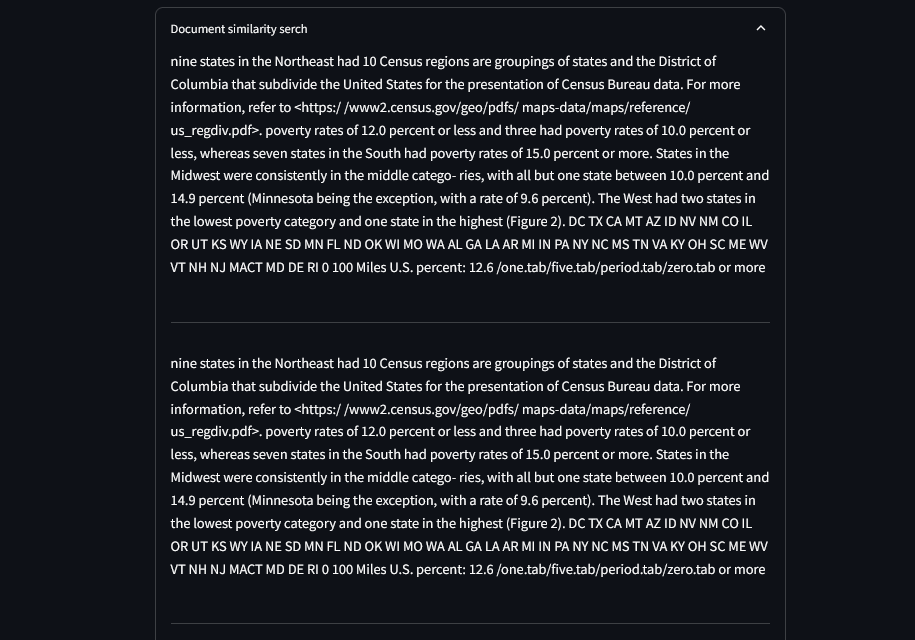 Document similarity serch
nine states in the Northeast had 10 Census regions are groupings of states and the District of
Columbia that subdivide the United States for the presentation of Census Bureau data. For more
information, refer to <https:/ /www2.census.gov/geo/pdfs/ maps-data/maps/reference/
us_regdiv.pdf>. poverty rates of 12.0 percent or less and three had poverty rates of 10.0 percent or
less, whereas seven states in the South had poverty rates of 15.0 percent or more. States in the
Midwest were consistently in the middle catego- ries, with all but one state between 10.0 percent and
14.9 percent (Minnesota being the exception, with a rate of 9.6 percent). The West had two states in
the lowest poverty category and one state in the highest (Figure 2). DC TX CA MT AZ ID NV NM CO IL
OR UT KS WY IA NE SD MN FL ND OK WI MO WA AL GA LA AR MI IN PA NY NC MS TN VA KY OH SC ME WV
VT NH NJ MACT MD DE RI 0 100 Miles U.S. percent: 12.6 /one.tab/five.tab/period.tab/zero.tab or more
nine states in the Northeast had 10 Census regions are groupings of states and the District of
Columbia that subdivide the United States for the presentation of Census Bureau data. For more
information, refer to <https:/ /www2.census.gov/geo/pdfs/ maps-data/maps/reference/
us_regdiv.pdf>. poverty rates of 12.0 percent or less and three had poverty rates of 10.0 percent or
less, whereas seven states in the South had poverty rates of 15.0 percent or more. States in the
Midwest were consistently in the middle catego- ries, with all but one state between 10.0 percent and
14.9 percent (Minnesota being the exception, with a rate of 9.6 percent). The West had two states in
the lowest poverty category and one state in the highest (Figure 2). DC TX CA MT AZ ID NV NM CO IL
OR UT KS WY IA NE SD MN FL ND OK WI MO WA AL GA LA AR MI IN PA NY NC MS TN VA KY OH SC ME WV
VT NH NJ MACT MD DE RI 0 100 Miles U.S. percent: 12.6 /one.tab/five.tab/period.tab/zero.tab or more